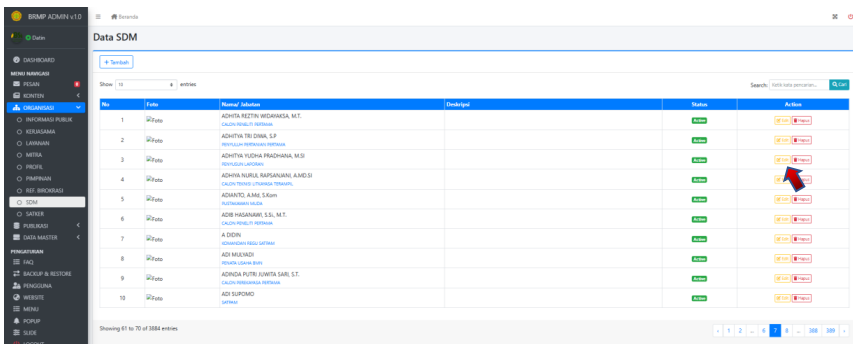 BRMP ADMIN v.1.0
Beranda
Datin
Data SDM
DASHBOARD
+ Tambah
MENU NAVIGASI
PESAN
Show 10 entries
Search: Cari
KONTEN
ORGANISASI
No Foto Nama/ Jabatan Deskripsi Status Action
INFORMASI PUBLIK
KERJASAMA
LAYANAN
MITRA
PROFIL
PIMPINAN
REF. BIROKRASI
SDM
SATKER
PUBLIKASI
DATA MASTER
PENGATURAN
FAQ
BACKUP & RESTORE
PENGGUNA
WEBSITE
MENU
POPUP
SLIDE
1 Foto ADHITA REZTIN WIDAYAKSA, M.T. Active Edit Hapus
CALON PENELITI PERTAMA
2 Foto ADHITYA TRI DIWA, S.P Active Edit Hapus
PENYULUH PERTANIAN PERTAMA
3 Foto ADHITYA YUDHA PRADHANA, M.SI Active Edit Hapus
PENYUSUN LAPORAN
4 Foto ADHIYA NURUL RAPSANJANI, A.MD.SI Active Hapus
CALON TEKNISI LITKAYASA TERAMPIL
5 Foto ADIANTO, A.Md, S.Kom Active Edit Hapus
PUSTAKAWAN MUDA
6 Foto ADIB HASANAWI, S.Si., M.T. Active Edit Hapus
CALON PENELITI PERTAMA
7 Foto A DIDIN Active Edit Hapus
KOMANDAN REGU SATPAM
8 Foto ADI MULYADI Active Edit Hapus
PENATA USAHA BMN
9 Foto ADINDA PUTRI JUWITA SARI, S.T. Active Edit Hapus
CALON PEREKAYASA PERTAMA
10 Foto ADI SUPOMO Active Edit Hapus
SATPAM
Showing 61 to 70 of 3884 entries
‹ 1 2 ... 6 7 8 ... 388 389 ›